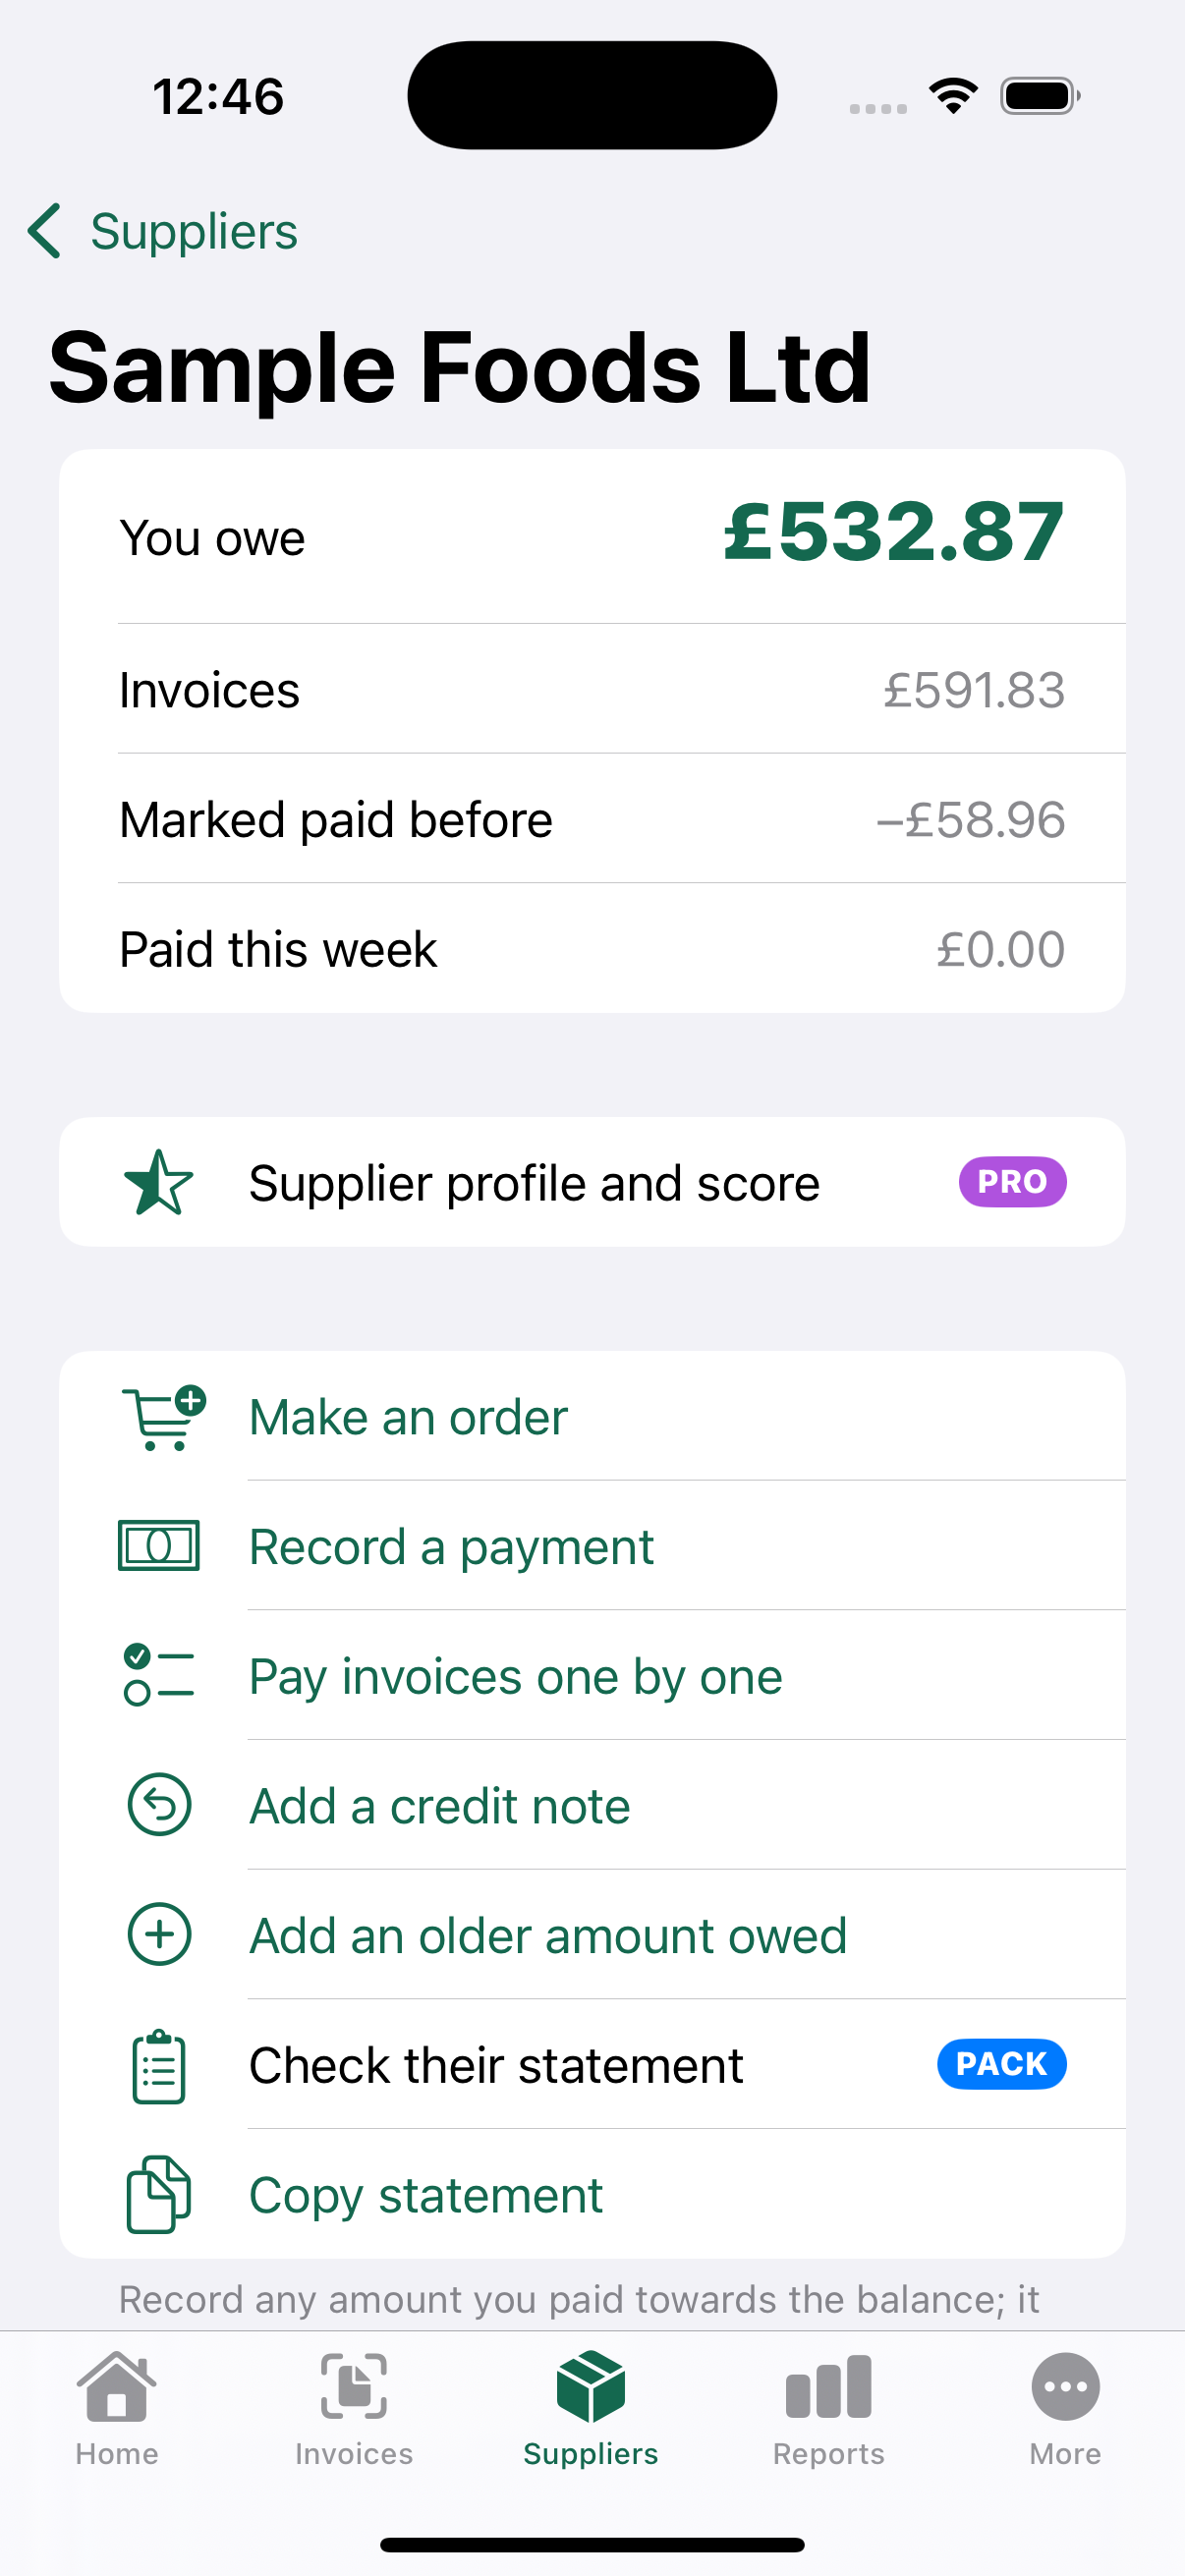 12:46
Suppliers
Sample Foods Ltd
You owe £532.87
Invoices £591.83
Marked paid before –£58.96
Paid this week £0.00
Supplier profile and score PRO
Make an order
Record a payment
Pay invoices one by one
Add a credit note
Add an older amount owed
Check their statement PACK
Copy statement
Record any amount you paid towards the balance; it
Home Invoices Suppliers Reports More